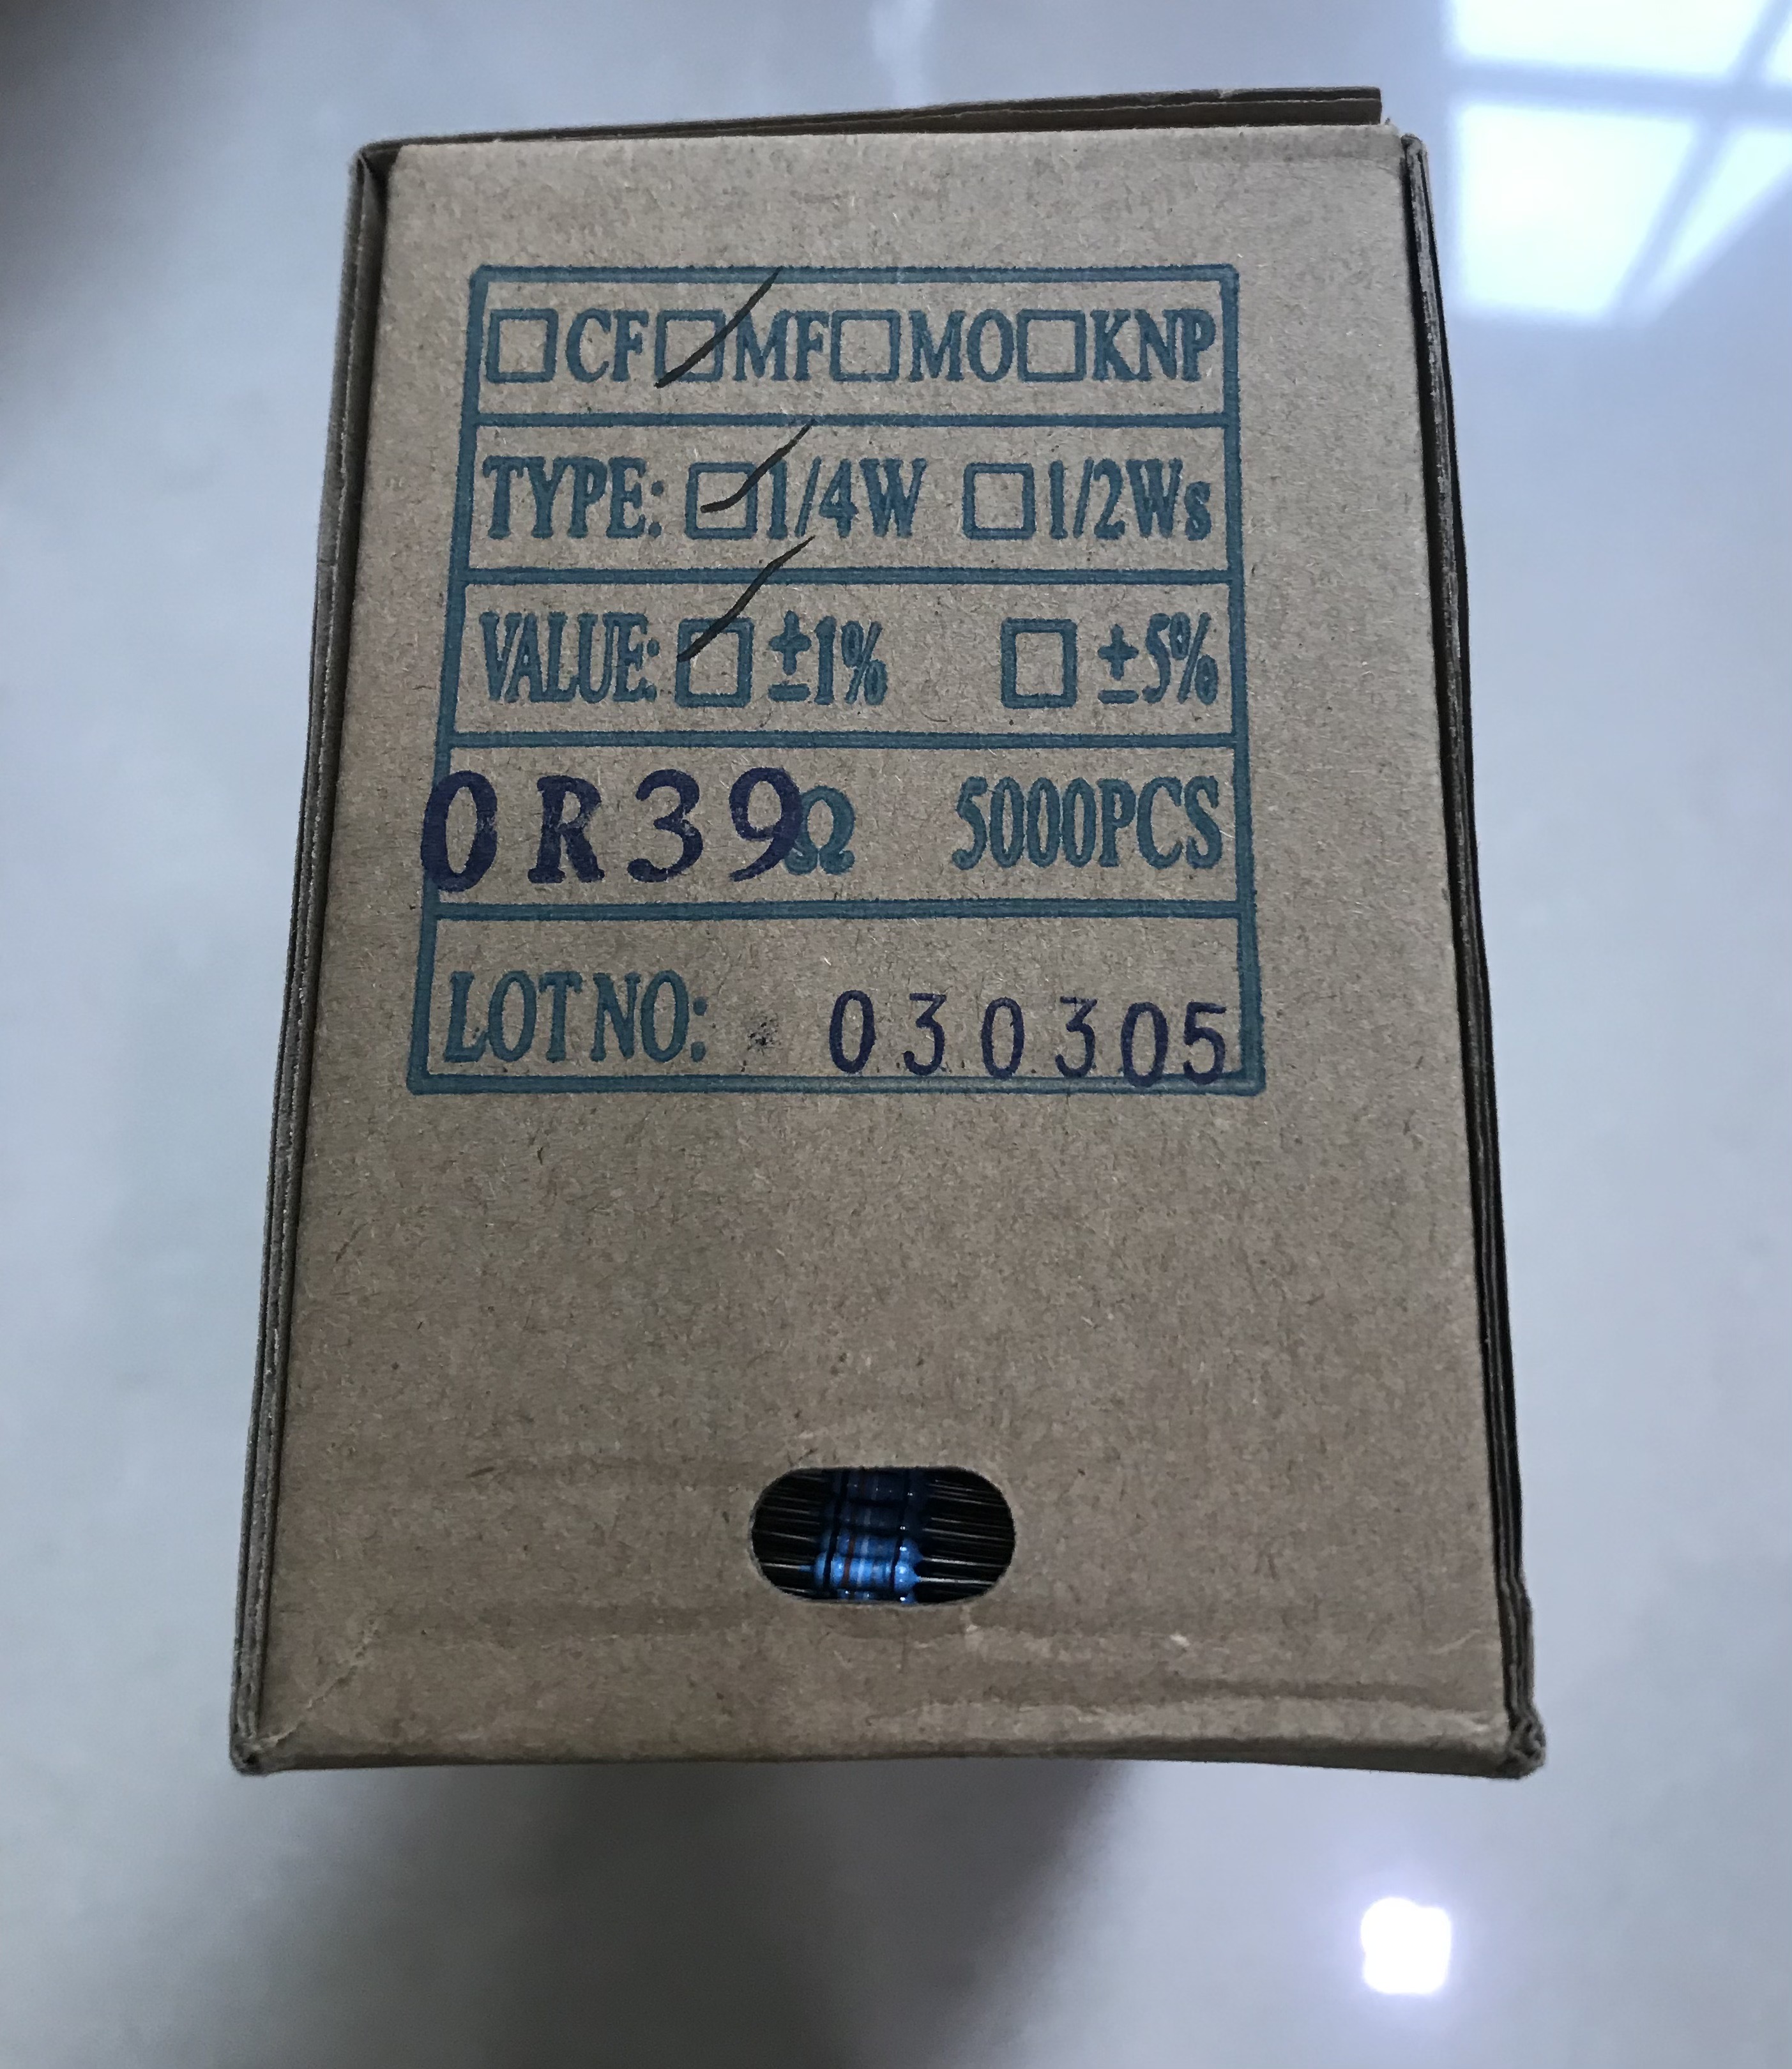 □CF☑MF□MO□KNP
TYPE: ☑1/4W □1/2Ws
VALUE: ☑±1% □±5%
0R39Ω 5000PCS
LOT NO: 030305